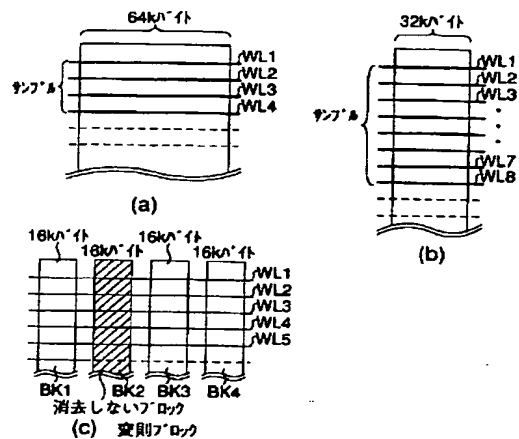 64kバイト
WL1
WL2
WL3
WL4
サンプル
(a)
32kバイト
WL1
WL2
WL3
サンプル
WL7
WL8
(b)
16kバイト 16kバイト 16kバイト 16kバイト
WL1
WL2
WL3
WL4
WL5
BK1 BK2 BK3 BK4
消去しないブロック
(c) 変則ブロック